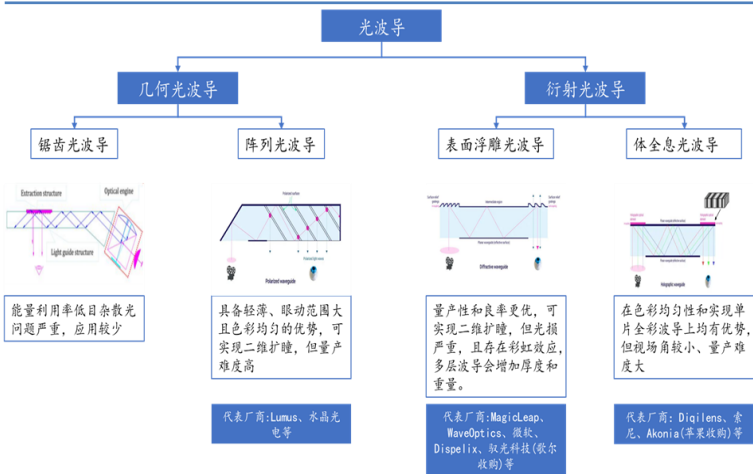 光波导
几何光波导
衍射光波导
锯齿光波导
阵列光波导
表面浮雕光波导
体全息光波导
Extraction structure
Optical engine
Light guide structure
Polarized waveguide
Diffractive waveguide
Holographic waveguide
能量利用率低目杂散光
问题严重，应用较少
具备轻薄、眼动范围大
且色彩均匀的优势，可
实现二维扩瞳，但量产
难度高
量产性和良率更优，可
实现二维扩瞳，但光损
严重，且存在彩虹效应，
多层波导会增加厚度和
重量。
在色彩均匀性和实现单
片全彩波导上均有优势，
但视场角较小、量产难
度大
代表厂商:Lumus、水晶光
电等
代表厂商:MagicLeap、
WaveOptics、微软、
Dispelix、驭光科技(歌尔
收购)等
代表厂商: Diqilens、索
尼、Akonia(苹果收购)等